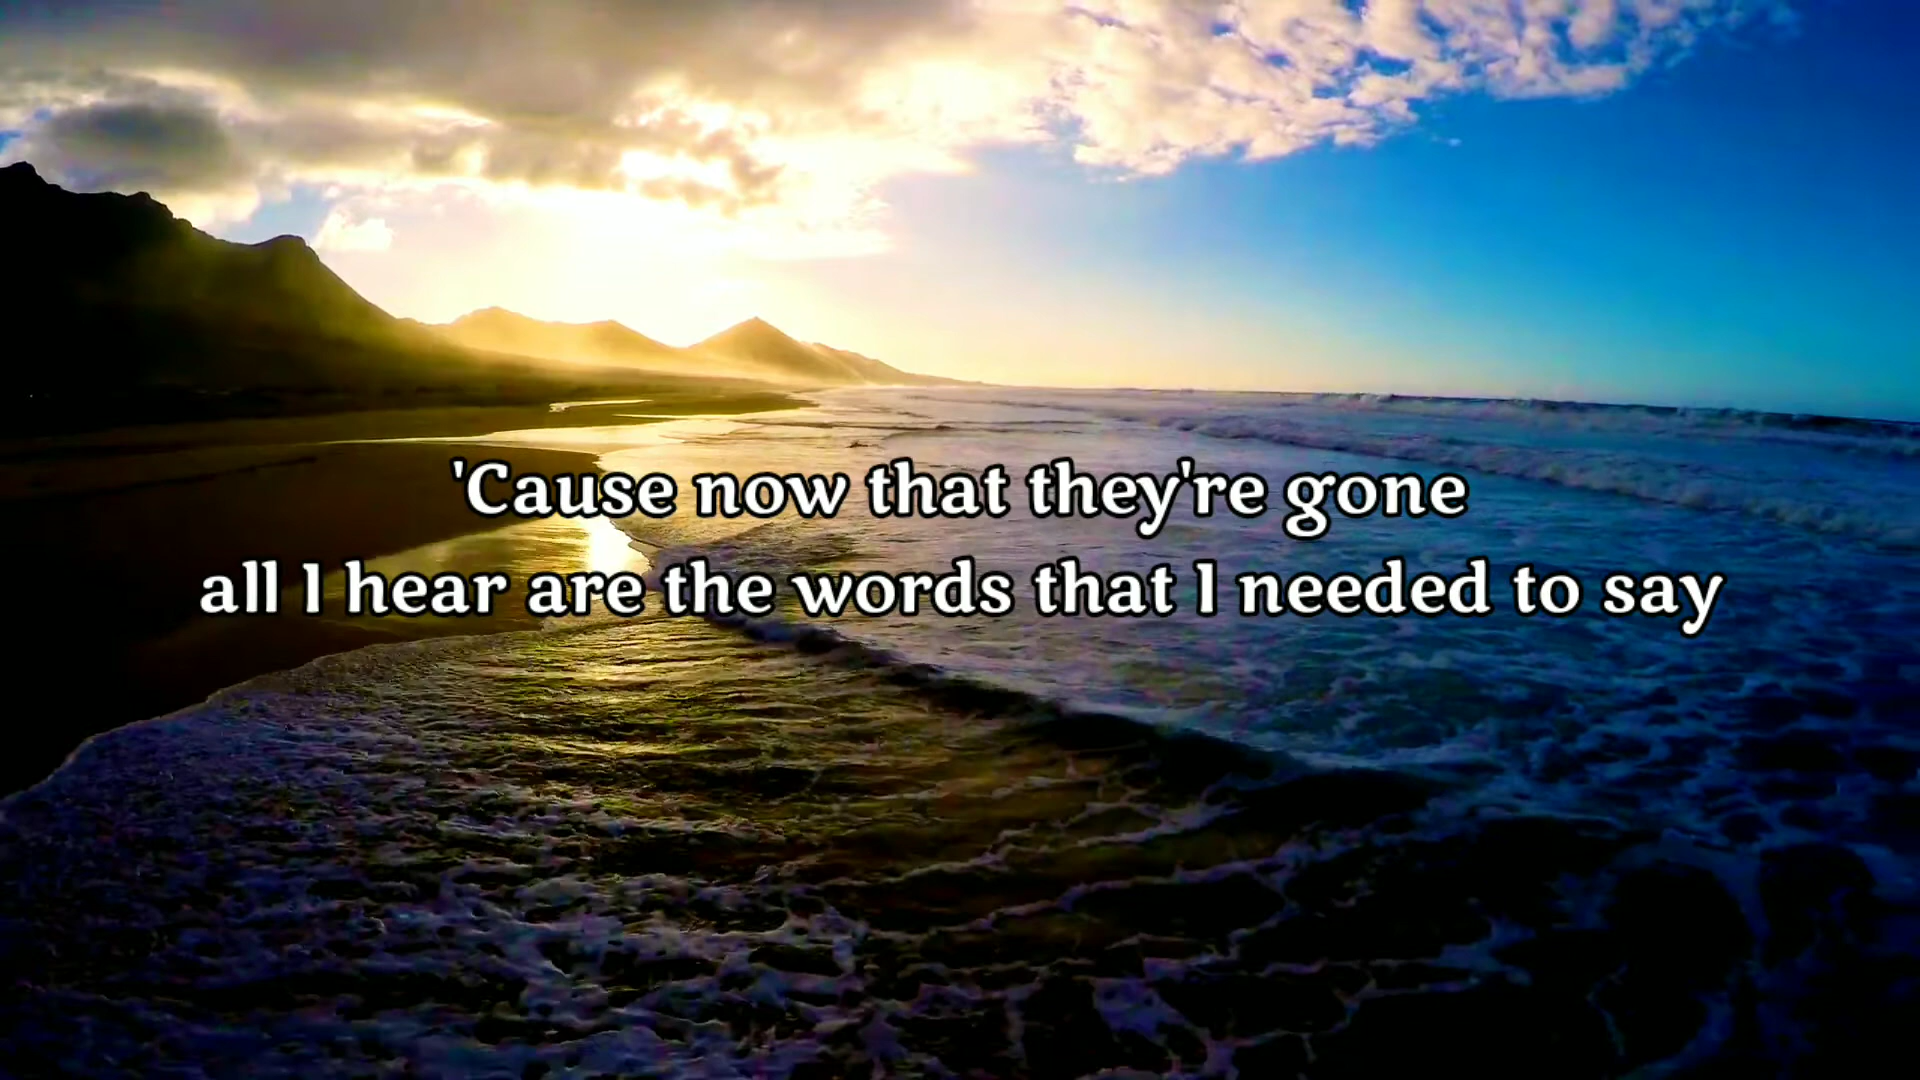 'Cause now that they're gone
all I hear are the words that I needed to say